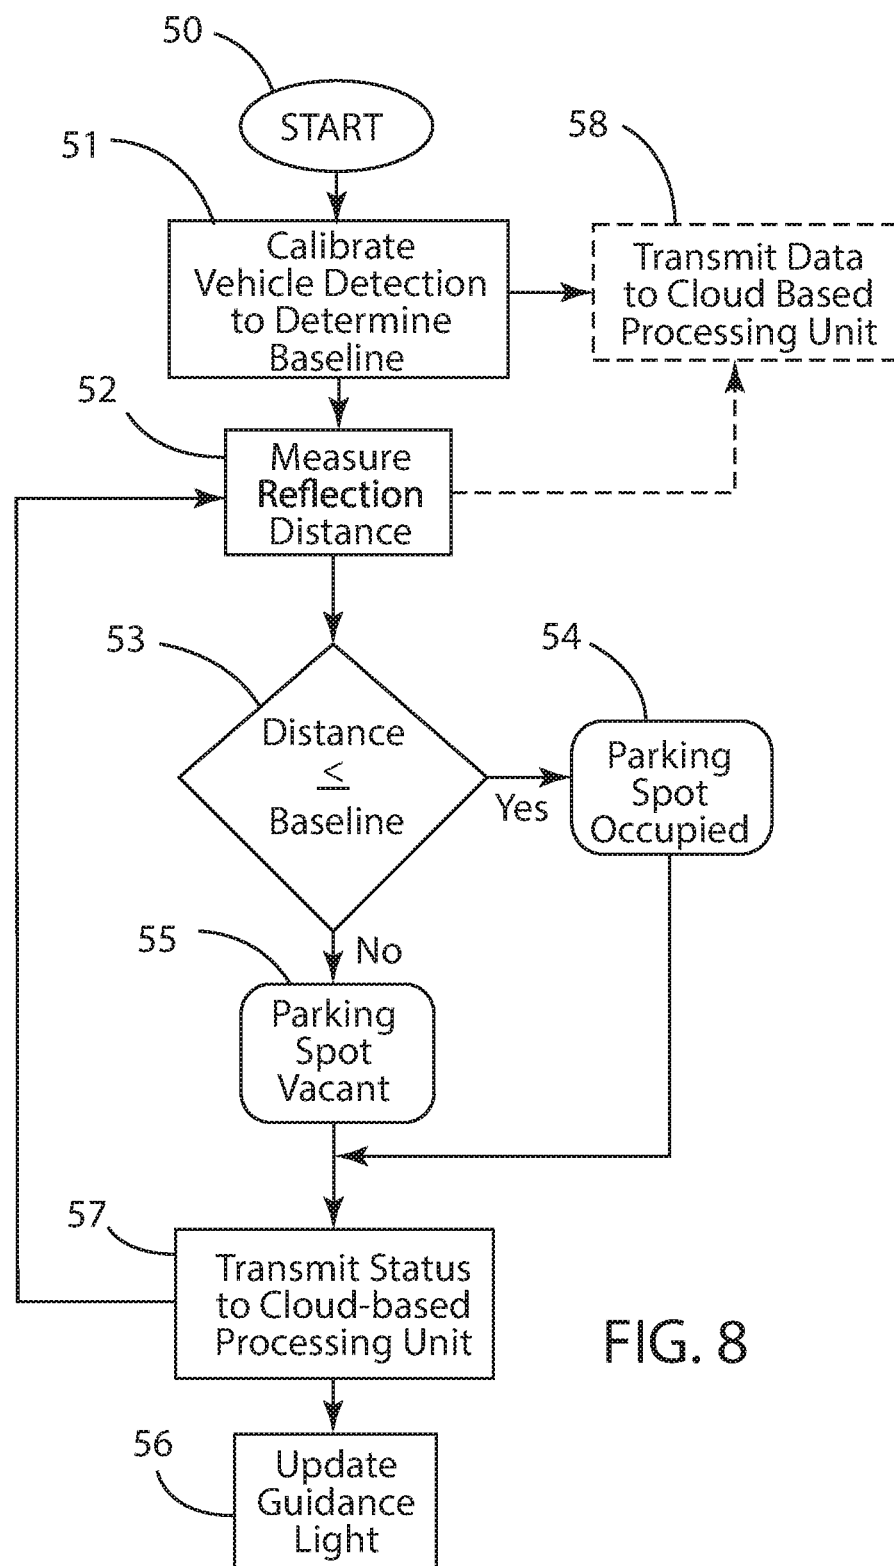 50
START
51
58
Calibrate
Vehicle Detection
to Determine
Baseline
Transmit Data
to Cloud Based
Processing Unit
52
Measure
Reflection
Distance
53
54
Distance
≤
Baseline
Yes
Parking
Spot
Occupied
55
No
Parking
Spot
Vacant
57
Transmit Status
to Cloud-based
Processing Unit
FIG. 8
56
Update
Guidance
Light